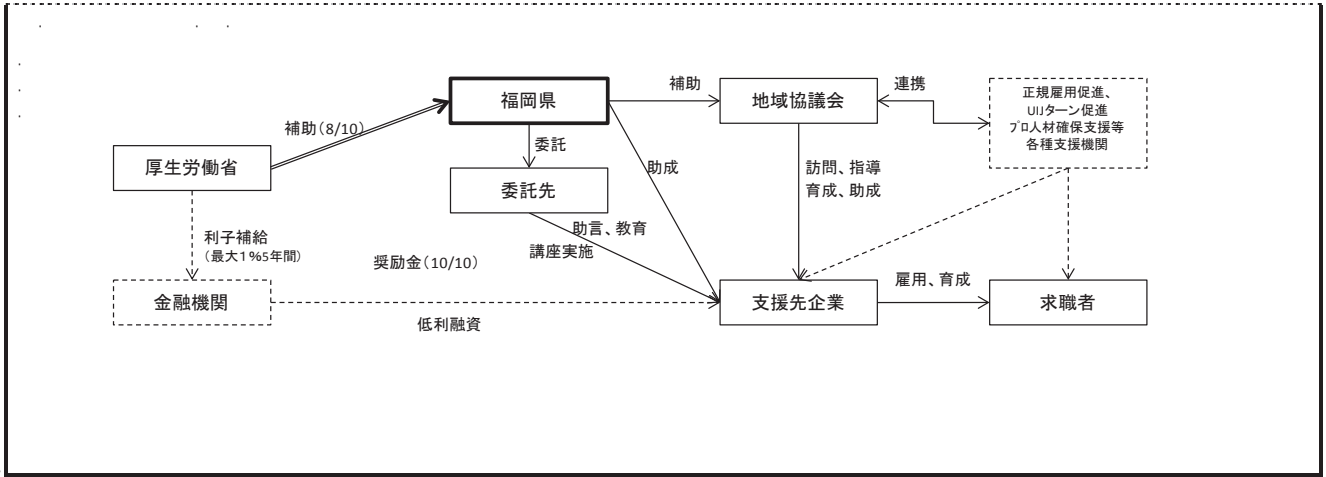 福岡県
補助
地域協議会
連携
正規雇用促進、
UIJターン促進
プロ人材確保支援等
各種支援機関
補助(8/10)
厚生労働省
委託
委託先
助成
訪問、指導
育成、助成
利子補給
(最大1%5年間)
助言、教育
講座実施
奨励金(10/10)
金融機関
低利融資
支援先企業
雇用、育成
求職者